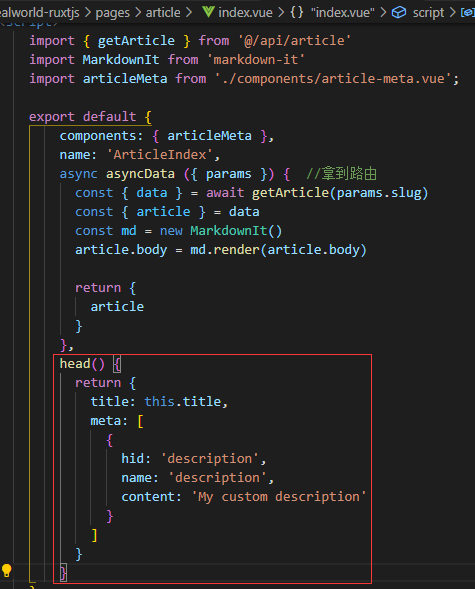 ealworld-ruxtjs > pages > article > index.vue > {} "index.vue" > script >
<script>
import { getArticle } from '@/api/article'
import MarkdownIt from 'markdown-it'
import articleMeta from './components/article-meta.vue';
export default {
components: { articleMeta },
name: 'ArticleIndex',
async asyncData ({ params }) {  //拿到路由
const { data } = await getArticle(params.slug)
const { article } = data
const md = new MarkdownIt()
article.body = md.render(article.body)
return {
article
}
},
head() {
return {
title: this.title,
meta: [
{
hid: 'description',
name: 'description',
content: 'My custom description'
}
]
}
}
}